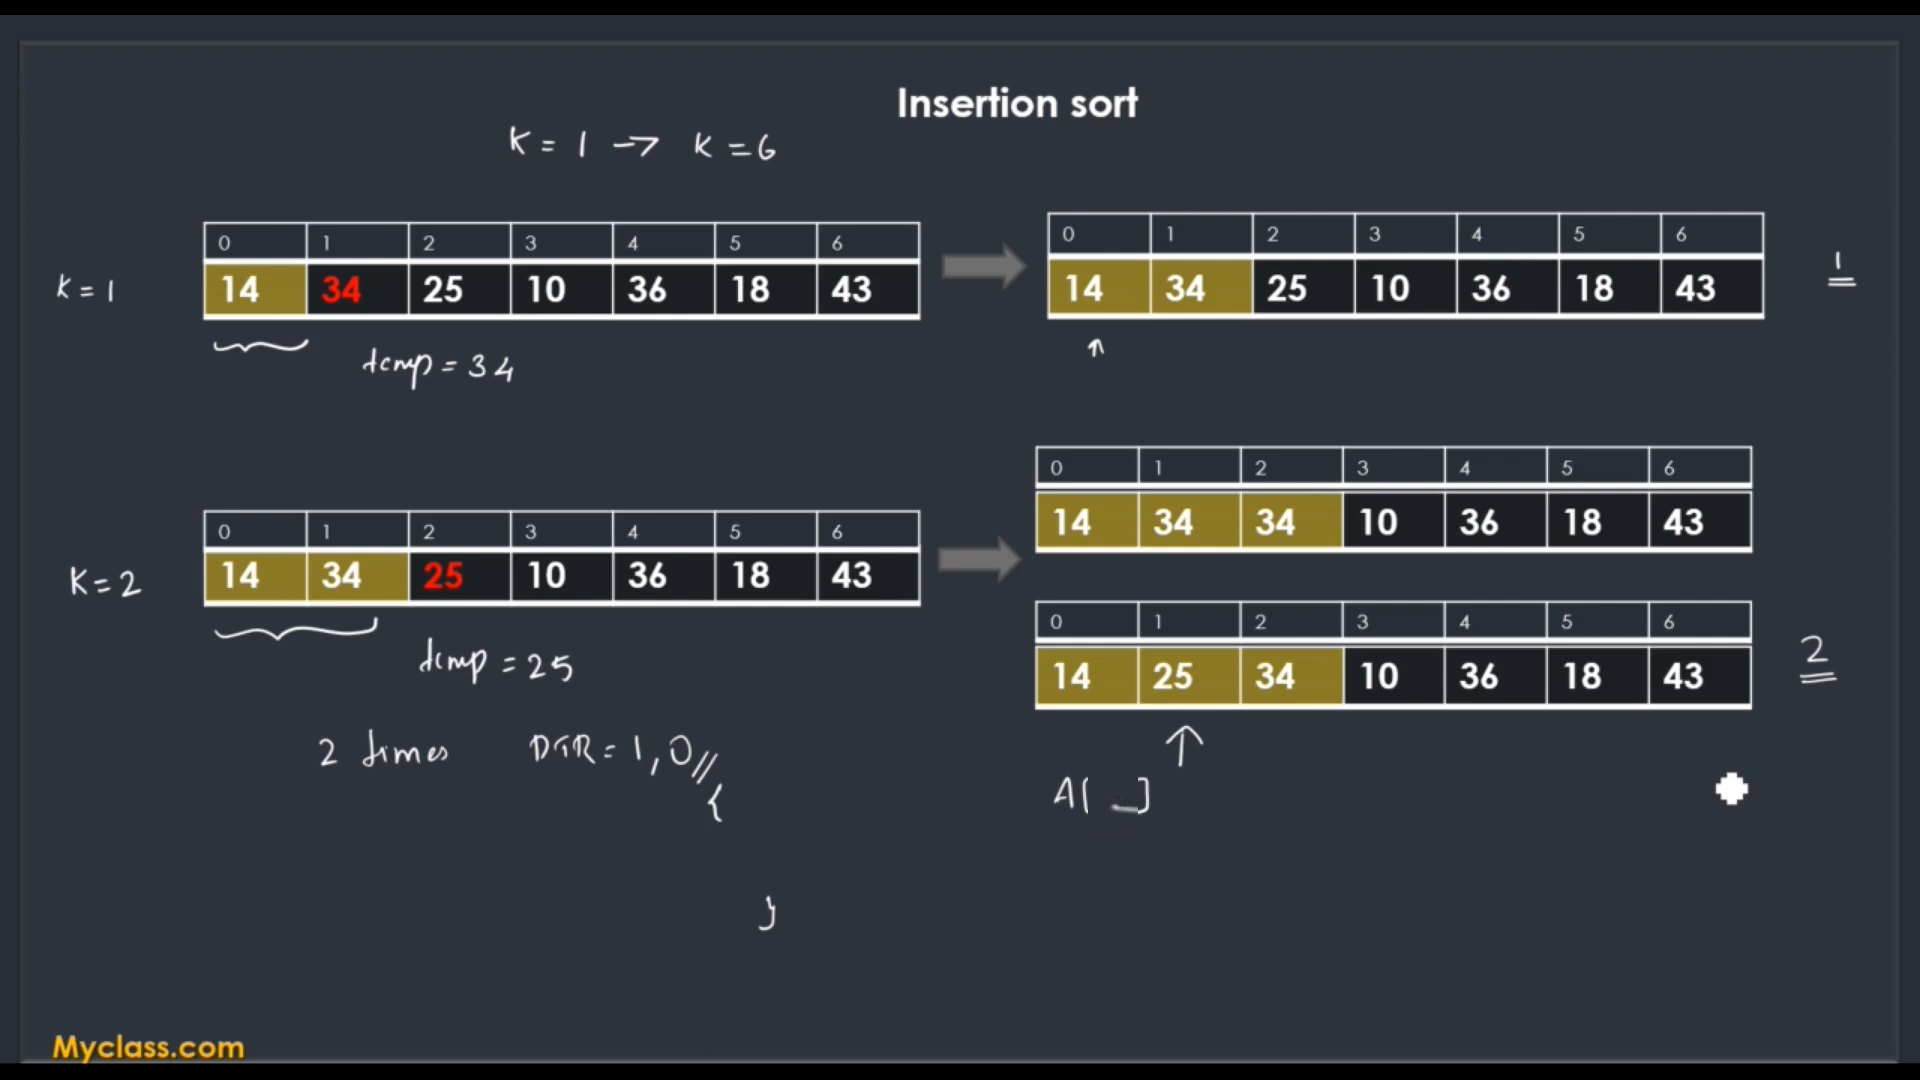 Insertion sort
K = 1 → K = 6
0 1 2 3 4 5 6
14 34 25 10 36 18 43
0 1 2 3 4 5 6
14 34 25 10 36 18 43
K = 1
1
temp = 34
0 1 2 3 4 5 6
14 34 34 10 36 18 43
0 1 2 3 4 5 6
14 34 25 10 36 18 43
K = 2
0 1 2 3 4 5 6
14 25 34 10 36 18 43
2
temp = 25
2 times
PTR = 1, 0 //
{
A[ _ ]
}
Myclass.com